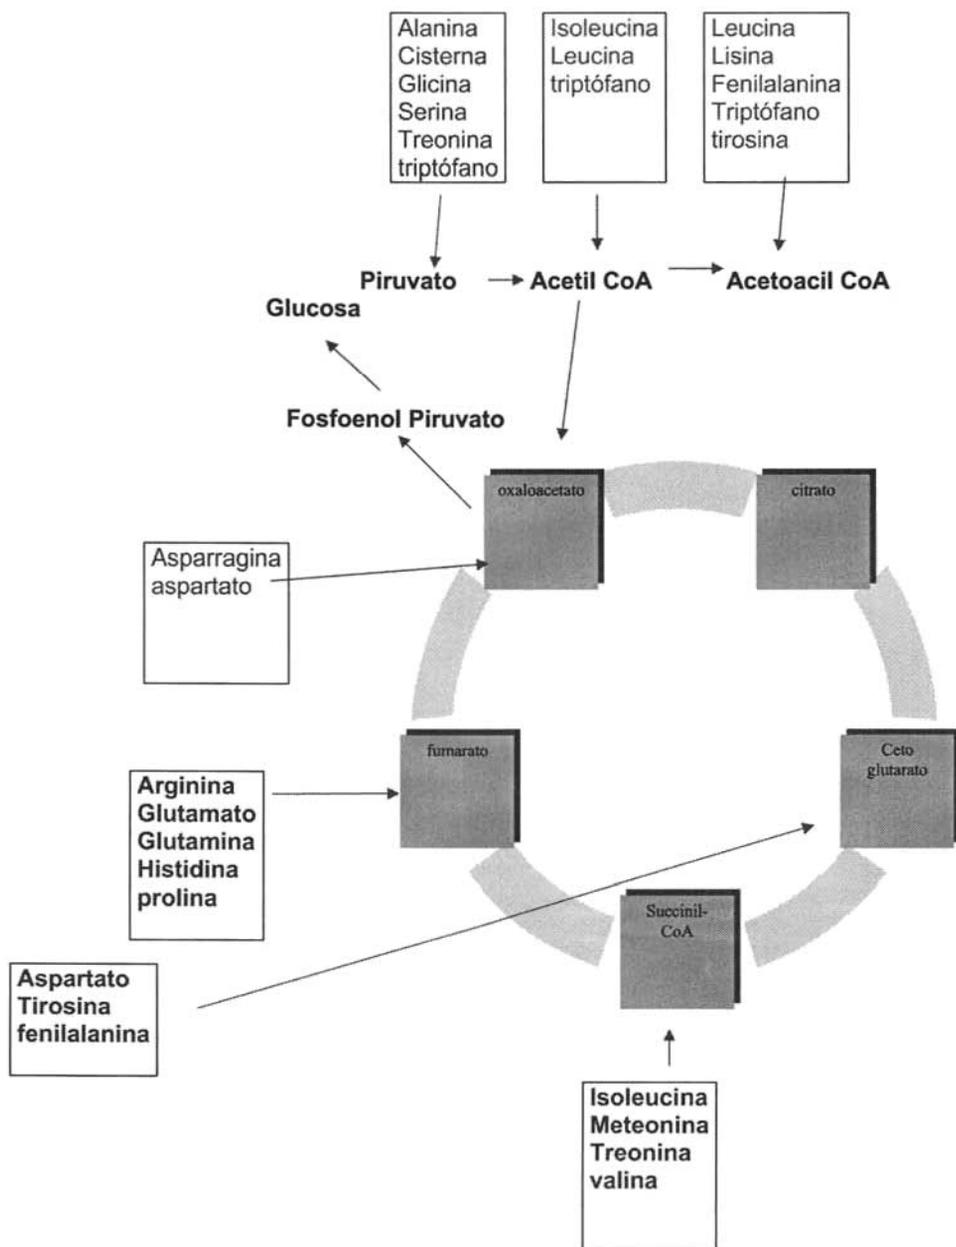 Alanina
Cisterna
Glicina
Serina
Treonina
triptófano
Isoleucina
Leucina
triptófano
Leucina
Lisina
Fenilalanina
Triptófano
tirosina
Piruvato
Acetil CoA
Acetoacil CoA
Glucosa
Fosfoenol Piruvato
oxaloacetato
citrato
Asparragina
aspartato
fumarato
Ceto
glutarato
Arginina
Glutamato
Glutamina
Histidina
prolina
Succinil-
CoA
Aspartato
Tirosina
fenilalanina
Isoleucina
Meteonina
Treonina
valina